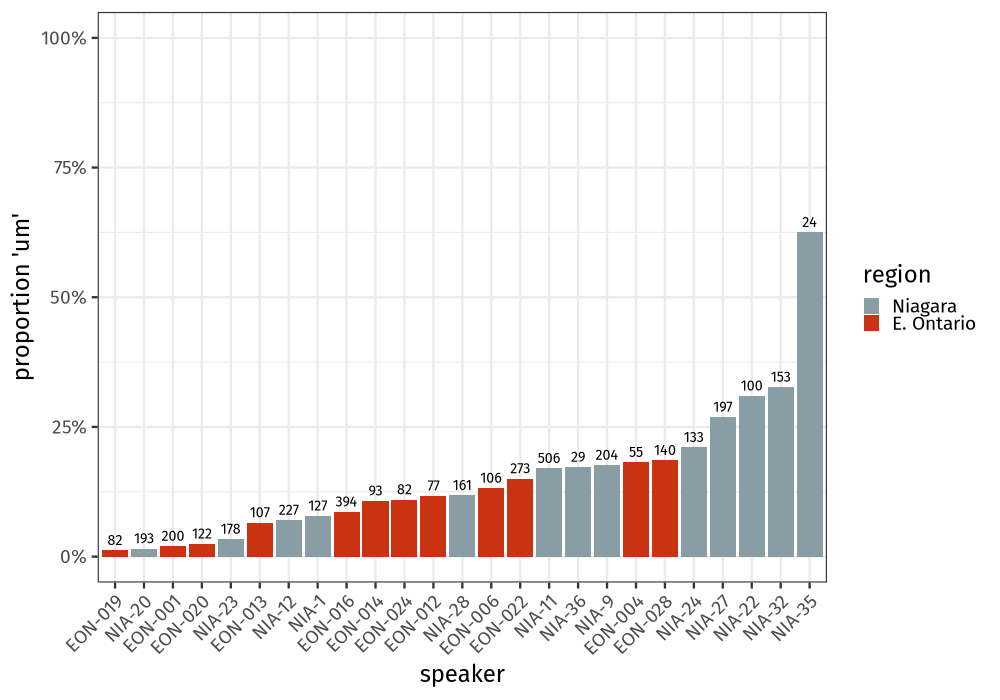 100%
75%
50%
25%
0%
proportion 'um'
82 193 200 122 178 107 227 127 394 93 82 77 161 106 273 506 29 204 55 140 133 197 100 153 24
EON-019 NIA-20 EON-001 EON-020 NIA-23 EON-013 NIA-12 NIA-1 EON-016 EON-014 EON-024 EON-012 NIA-28 EON-006 EON-022 NIA-11 NIA-36 NIA-9 EON-004 EON-028 NIA-24 NIA-27 NIA-22 NIA-32 NIA-35
speaker
region
Niagara
E. Ontario